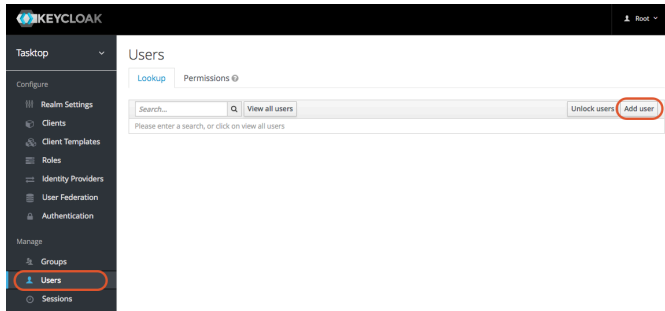 KEYCLOAK
Root
Tasktop
Configure
Realm Settings
Clients
Client Templates
Roles
Identity Providers
User Federation
Authentication
Manage
Groups
Users
Sessions
Users
Lookup Permissions
Search... View all users Unlock users Add user
Please enter a search, or click on view all users